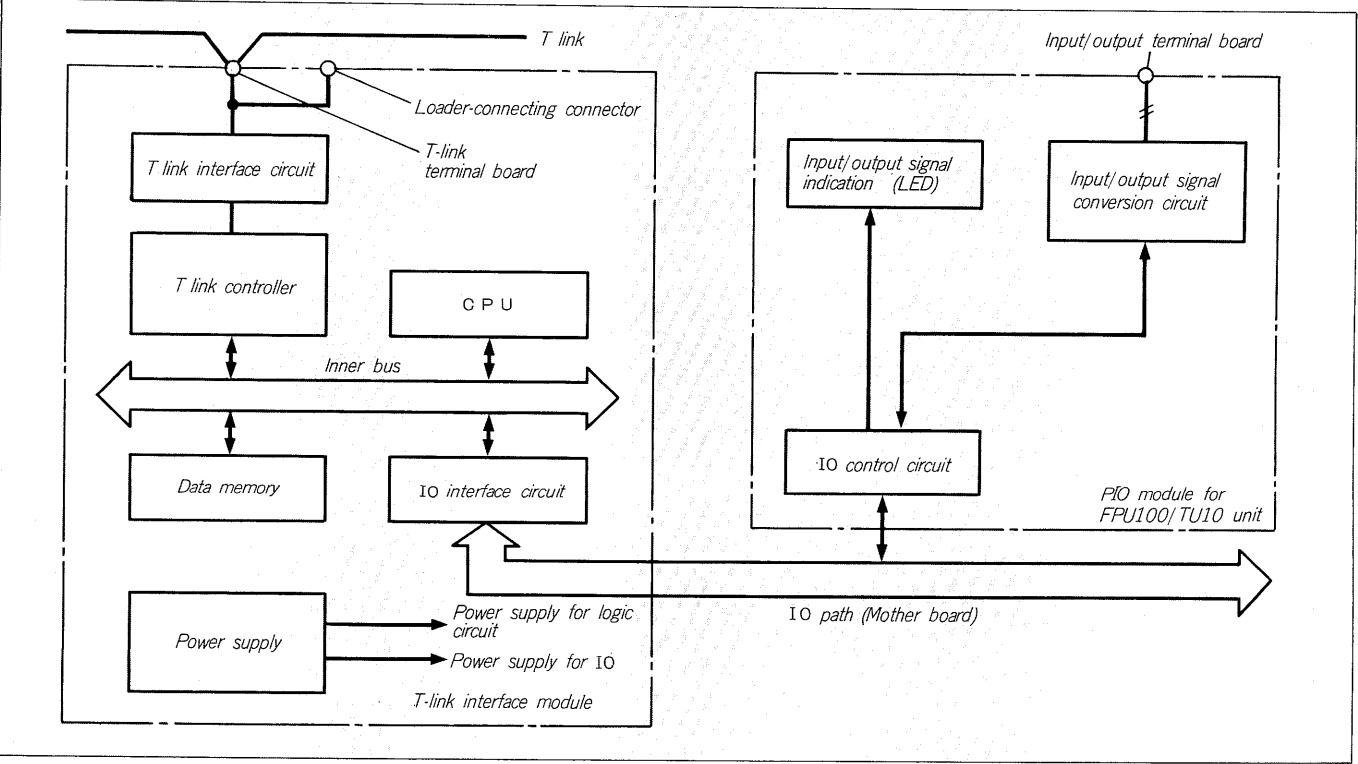 T link
Loader-connecting connector
T-link
terminal board
T link interface circuit
T link controller
CPU
Inner bus
Data memory
IO interface circuit
Power supply
Power supply for logic
circuit
Power supply for IO
T-link interface module
Input/output terminal board
Input/output signal
indication (LED)
Input/output signal
conversion circuit
IO control circuit
PIO module for
FPU100/TU10 unit
IO path (Mother board)